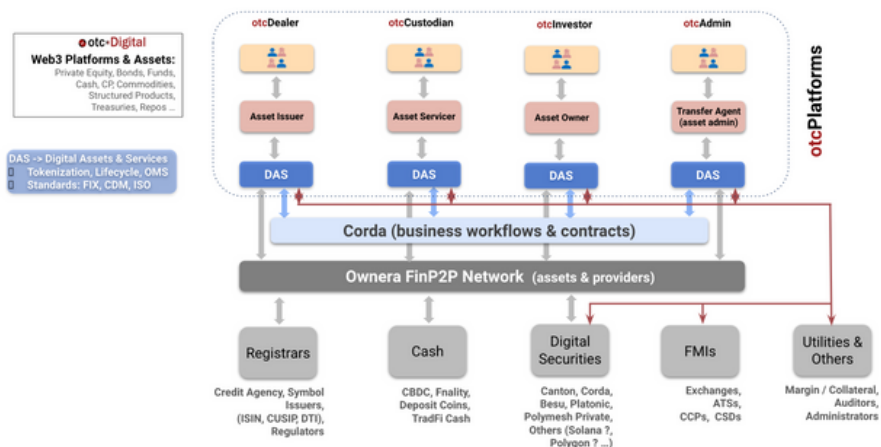 otc+Digital
Web3 Platforms & Assets:
Private Equity, Bonds, Funds,
Cash, CP, Commodities,
Structured Products,
Treasuries, Repos ...
DAS -> Digital Assets & Services
Tokenization, Lifecycle, OMS
Standards: FIX, CDM, ISO
otcDealer
otcCustodian
otcInvestor
otcAdmin
Asset Issuer
Asset Servicer
Asset Owner
Transfer Agent
(asset admin)
DAS
DAS
DAS
DAS
otcPlatforms
Corda (business workflows & contracts)
Ownera FinP2P Network (assets & providers)
Registrars
Cash
Digital
Securities
FMIs
Utilities &
Others
Credit Agency, Symbol
Issuers,
(ISIN, CUSIP, DTI),
Regulators
CBDC, Fnality,
Deposit Coins,
TradFi Cash
Canton, Corda,
Besu, Platonic,
Polymesh Private,
Others (Solana ?,
Polygon ? ...)
Exchanges,
ATSs,
CCPs, CSDs
Margin / Collateral,
Auditors,
Administrators